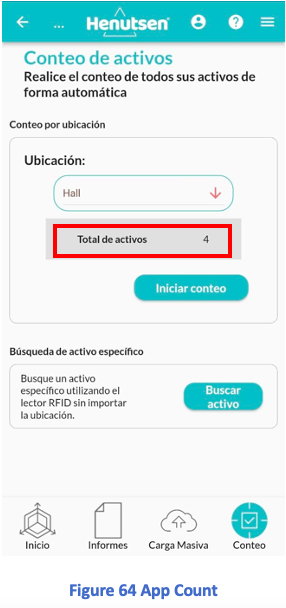 ... Henutsen® ?
Conteo de activos
Realice el conteo de todos sus activos de
forma automática
Conteo por ubicación
Ubicación:
Hall
Total de activos 4
Iniciar conteo
Búsqueda de activo específico
Busque un activo
específico utilizando el
lector RFID sin importar
la ubicación.
Buscar
activo
Inicio Informes Carga Masiva Conteo
Figure 64 App Count